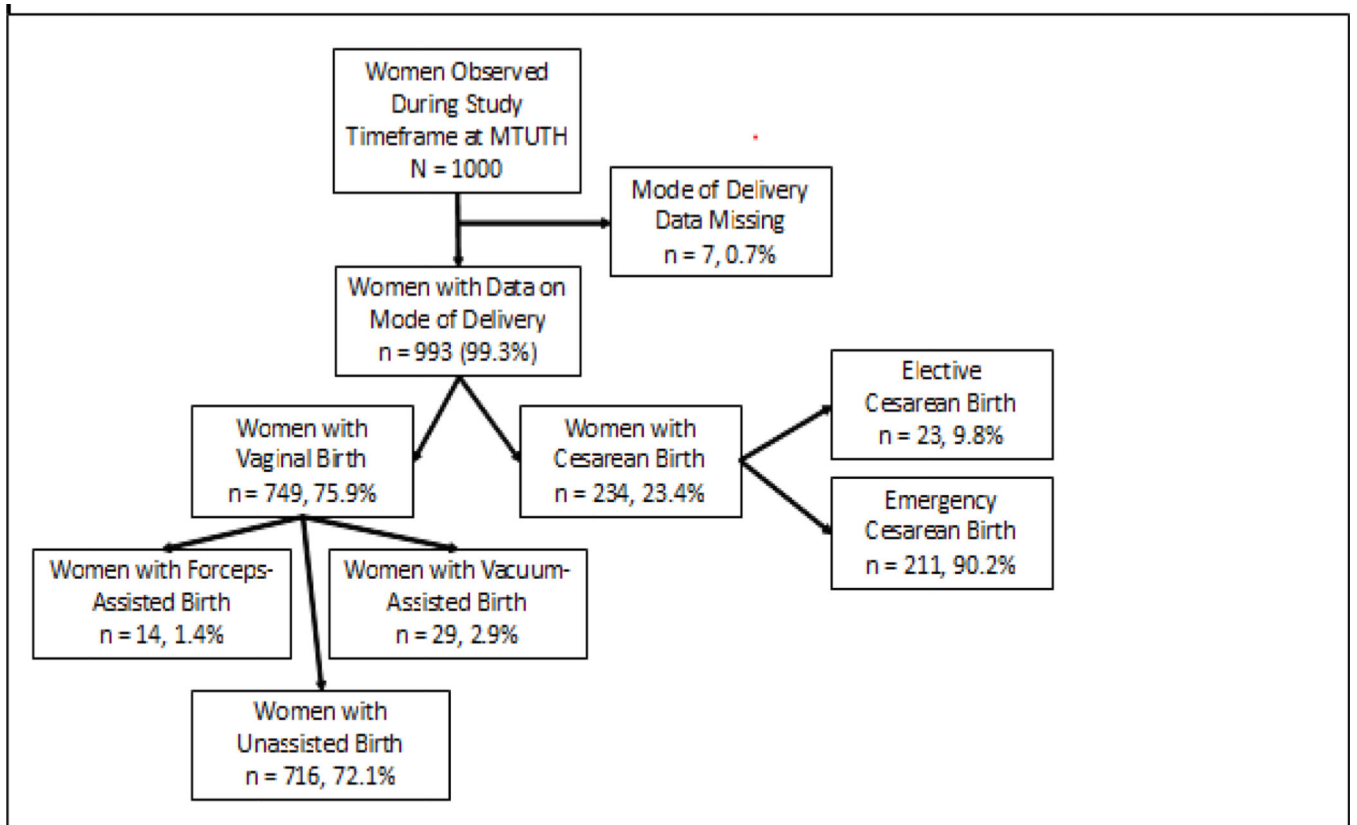 Women Observed
During Study
Timeframe at MTUTH
N = 1000
Mode of Delivery
Data Missing
n = 7, 0.7%
Women with Data on
Mode of Delivery
n = 993 (99.3%)
Elective
Cesarean Birth
n = 23, 9.8%
Women with
Vaginal Birth
n = 749, 75.9%
Women with
Cesarean Birth
n = 234, 23.4%
Emergency
Cesarean Birth
n = 211, 90.2%
Women with Forceps-
Assisted Birth
n = 14, 1.4%
Women with Vacuum-
Assisted Birth
n = 29, 2.9%
Women with
Unassisted Birth
n = 716, 72.1%